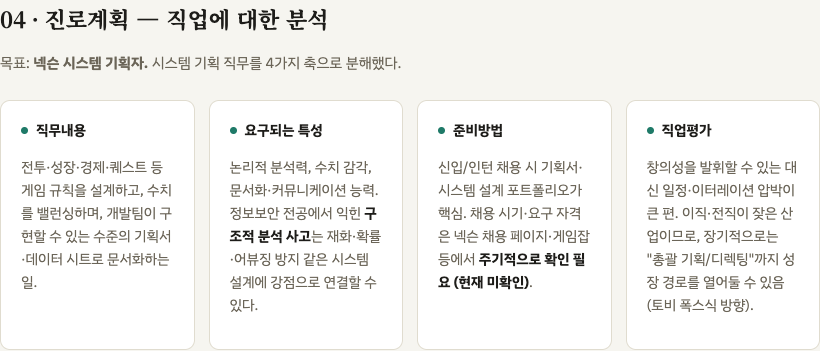 04 · 진로계획 — 직업에 대한 분석
목표: 넥슨 시스템 기획자. 시스템 기획 직무를 4가지 축으로 분해했다.
직무내용
전투·성장·경제·퀘스트 등
게임 규칙을 설계하고, 수치
를 밸런싱하며, 개발팀이 구
현할 수 있는 수준의 기획서
·데이터 시트로 문서화하는
일.
요구되는 특성
논리적 분석력, 수치 감각,
문서화·커뮤니케이션 능력.
정보보안 전공에서 익힌 구
조적 분석 사고는 재화·확률
·어뷰징 방지 같은 시스템
설계에 강점으로 연결할 수
있다.
준비방법
신입/인턴 채용 시 기획서·
시스템 설계 포트폴리오가
핵심. 채용 시기·요구 자격
은 넥슨 채용 페이지·게임잡
등에서 주기적으로 확인 필
요 (현재 미확인).
직업평가
창의성을 발휘할 수 있는 대
신 일정·이터레이션 압박이
큰 편. 이직·전직이 잦은 산
업이므로, 장기적으로는
"총괄 기획/디렉팅"까지 성
장 경로를 열어둘 수 있음
(토비 폭스식 방향).